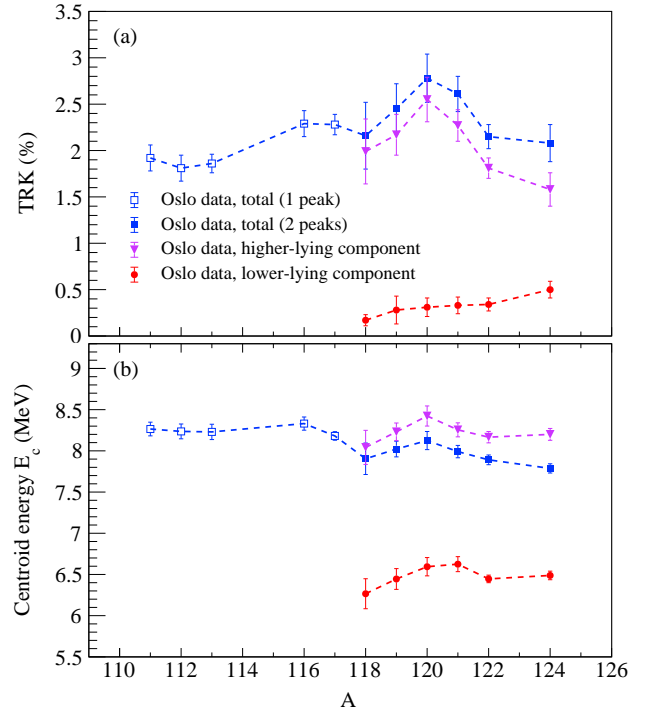 (a)
3.5
3
2.5
2
1.5
1
0.5
0
TRK (%)
Oslo data, total (1 peak)
Oslo data, total (2 peaks)
Oslo data, higher-lying component
Oslo data, lower-lying component
(b)
9
8.5
8
7.5
7
6.5
6
5.5
Centroid energy E_c (MeV)
110 112 114 116 118 120 122 124 126
A